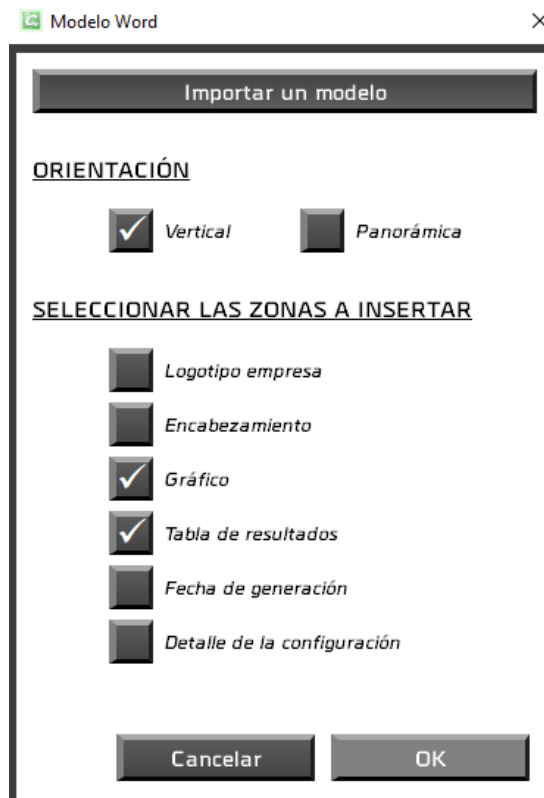 Modelo Word
Importar un modelo
ORIENTACIÓN
Vertical
Panorámica
SELECCIONAR LAS ZONAS A INSERTAR
Logotipo empresa
Encabezamiento
Gráfico
Tabla de resultados
Fecha de generación
Detalle de la configuración
Cancelar
OK